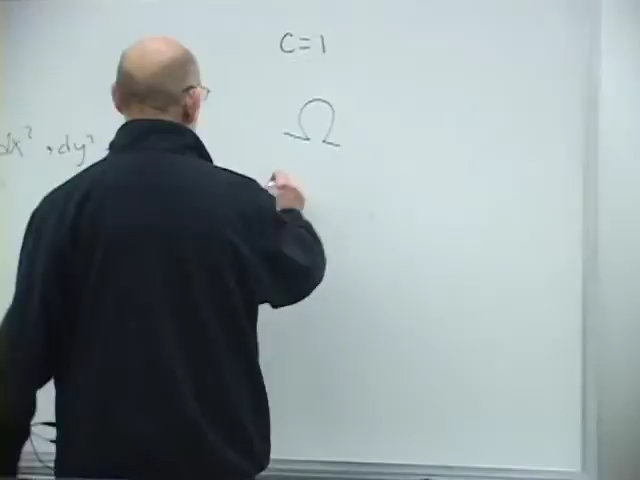 C=1
Ω
dx² + dy²